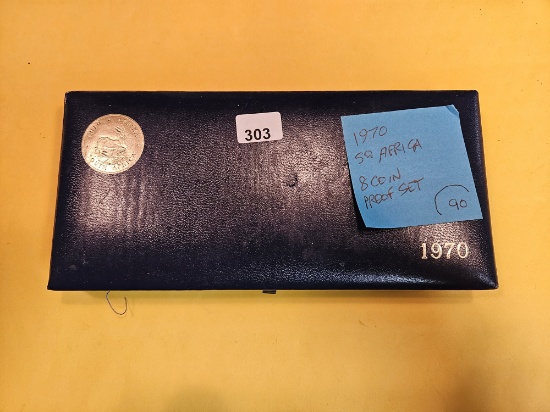 303
1970
SO AFRICA
8 COIN
PROOF SET
90
1970